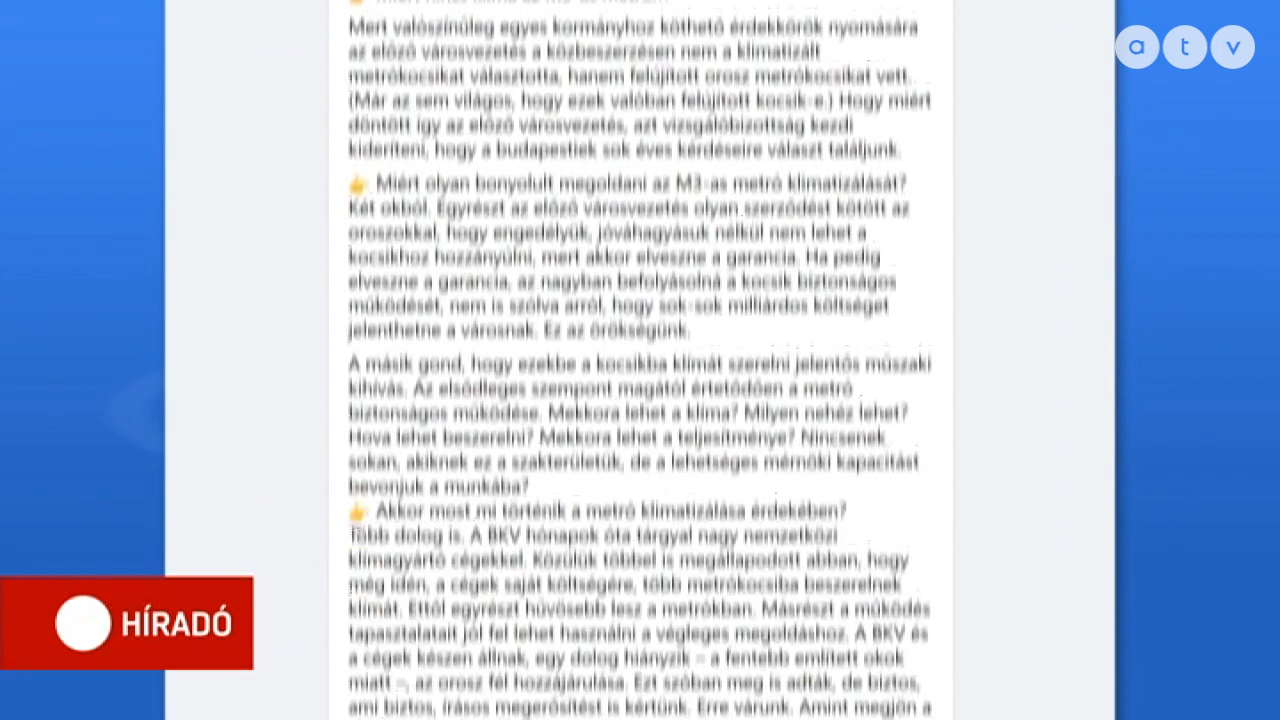 Mert valószínűleg egyes kormányhoz köthető érdekkörök nyomására
az előző városvezetés a közbeszerzésen nem a klimatizált
metrókocsikat választotta, hanem felújított orosz metrókocsikat vett.
(Már az sem világos, hogy ezek valóban felújított kocsik-e.) Hogy miért
döntött így az előző városvezetés, azt vizsgálóbizottság kezdi
kideríteni, hogy a budapestiek sok éves kérdéseire választ találjunk.
👉 Miért olyan bonyolult megoldani az M3-as metró klimatizálását?
Két okból. Egyrészt az előző városvezetés olyan szerződést kötött az
oroszokkal, hogy engedélyük, jóváhagyásuk nélkül nem lehet a
kocsikhoz hozzányúlni, mert akkor elveszne a garancia. Ha pedig
elveszne a garancia, az nagyban befolyásolná a kocsik biztonságos
működését, nem is szólva arról, hogy sok-sok milliárdos költséget
jelenthetne a városnak. Ez az örökségünk.
A másik gond, hogy ezekbe a kocsikba klímát szerelni jelentős műszaki
kihívás. Az elsődleges szempont magától értetődően a metró
biztonságos működése. Mekkora lehet a klíma? Milyen nehéz lehet?
Hova lehet beszerelni? Mekkora lehet a teljesítménye? Nincsenek
sokan, akiknek ez a szakterületük, de a lehetséges mérnöki kapacitást
bevonjuk a munkába?
👉 Akkor most mi történik a metró klimatizálása érdekében?
Több dolog is. A BKV hónapok óta tárgyal nagy nemzetközi
klímagyártó cégekkel. Közülük többel is megállapodott abban, hogy
még idén, a cégek saját költségére, több metrókocsiba beszerelnek
klímát. Ettől egyrészt hűvösebb lesz a metrókban. Másrészt a működés
tapasztalatait jól fel lehet használni a végleges megoldáshoz. A BKV és
a cégek készen állnak, egy dolog hiányzik – a fentebb említett okok
miatt –, az orosz fél hozzájárulása. Ezt szóban meg is adták, de biztos,
ami biztos, írásos megerősítést is kértünk. Erre várunk. Amint megjön a
HÍRADÓ
atv